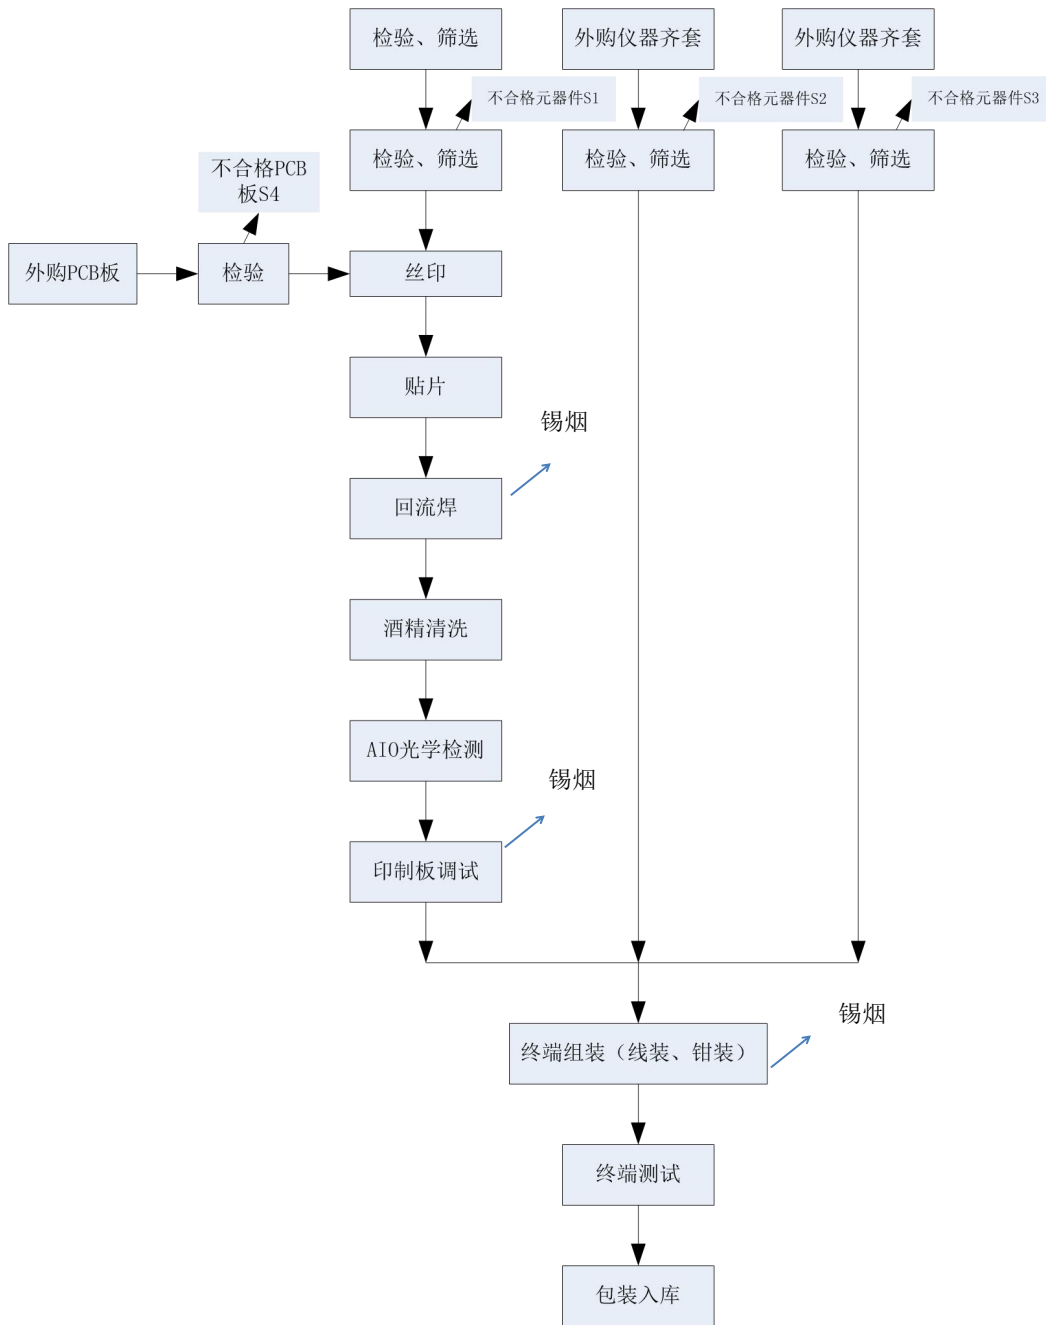 检验、筛选
外购仪器齐套
外购仪器齐套
不合格元器件S1
不合格元器件S2
不合格元器件S3
检验、筛选
检验、筛选
检验、筛选
不合格PCB
板S4
外购PCB板
检验
丝印
贴片
锡烟
回流焊
酒精清洗
AIO光学检测
锡烟
印制板调试
锡烟
终端组装（线装、钳装）
终端测试
包装入库